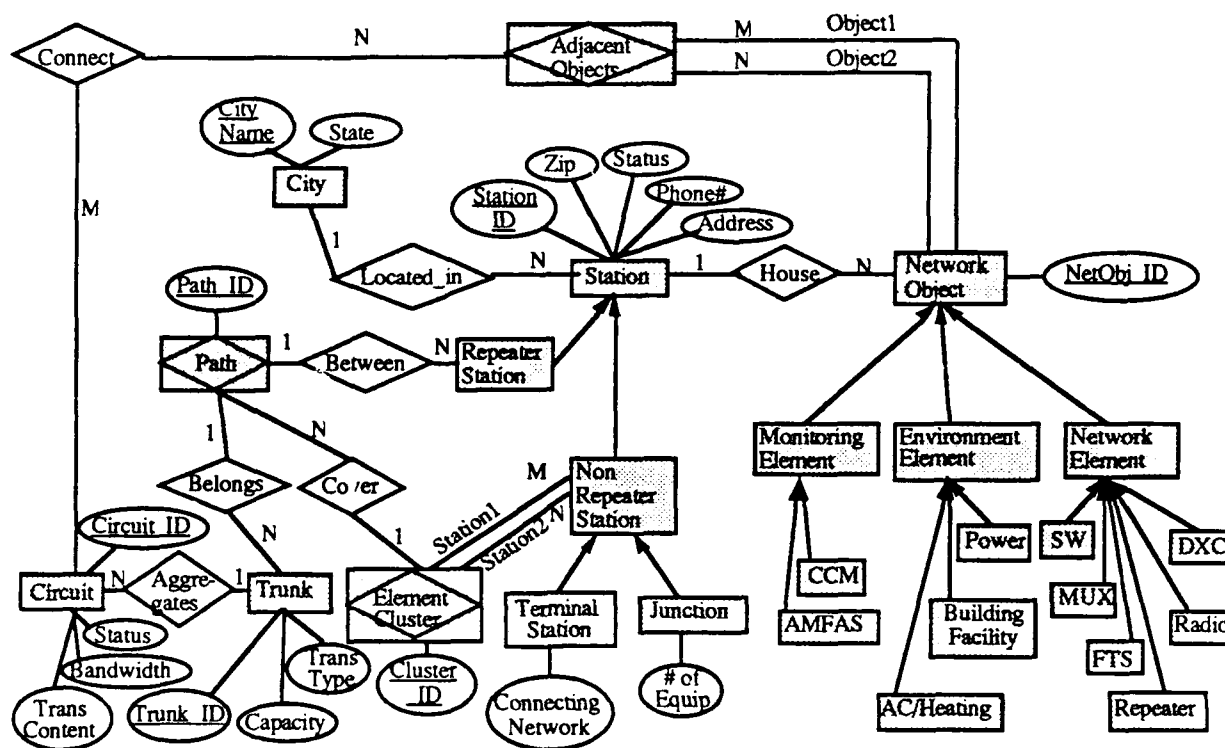 Connect
N
Adjacent
Objects
M
Object1
N
Object2
City
Name
State
City
Zip
Status
Station
ID
Phone#
Address
M
1
Located_in
N
Station
1
House
N
Network
Object
NetObj_ID
Path_ID
Path
1
Between
N
Repeater
Station
1
N
Monitoring
Element
Environment
Element
Network
Element
Belongs
Co/er
M
Non
Repeater
Station
Station1
Station2
N
Circuit_ID
N
1
Power
SW
DXC
Circuit
N
Aggre-
gates
1
Trunk
Element
Cluster
Terminal
Station
Junction
CCM
MUX
AMFAS
Building
Facility
Radio
Status
Bandwidth
Trans
Type
Cluster
ID
# of
Equip
FTS
Trans
Content
Trunk_ID
Capacity
Connecting
Network
AC/Heating
Repeater